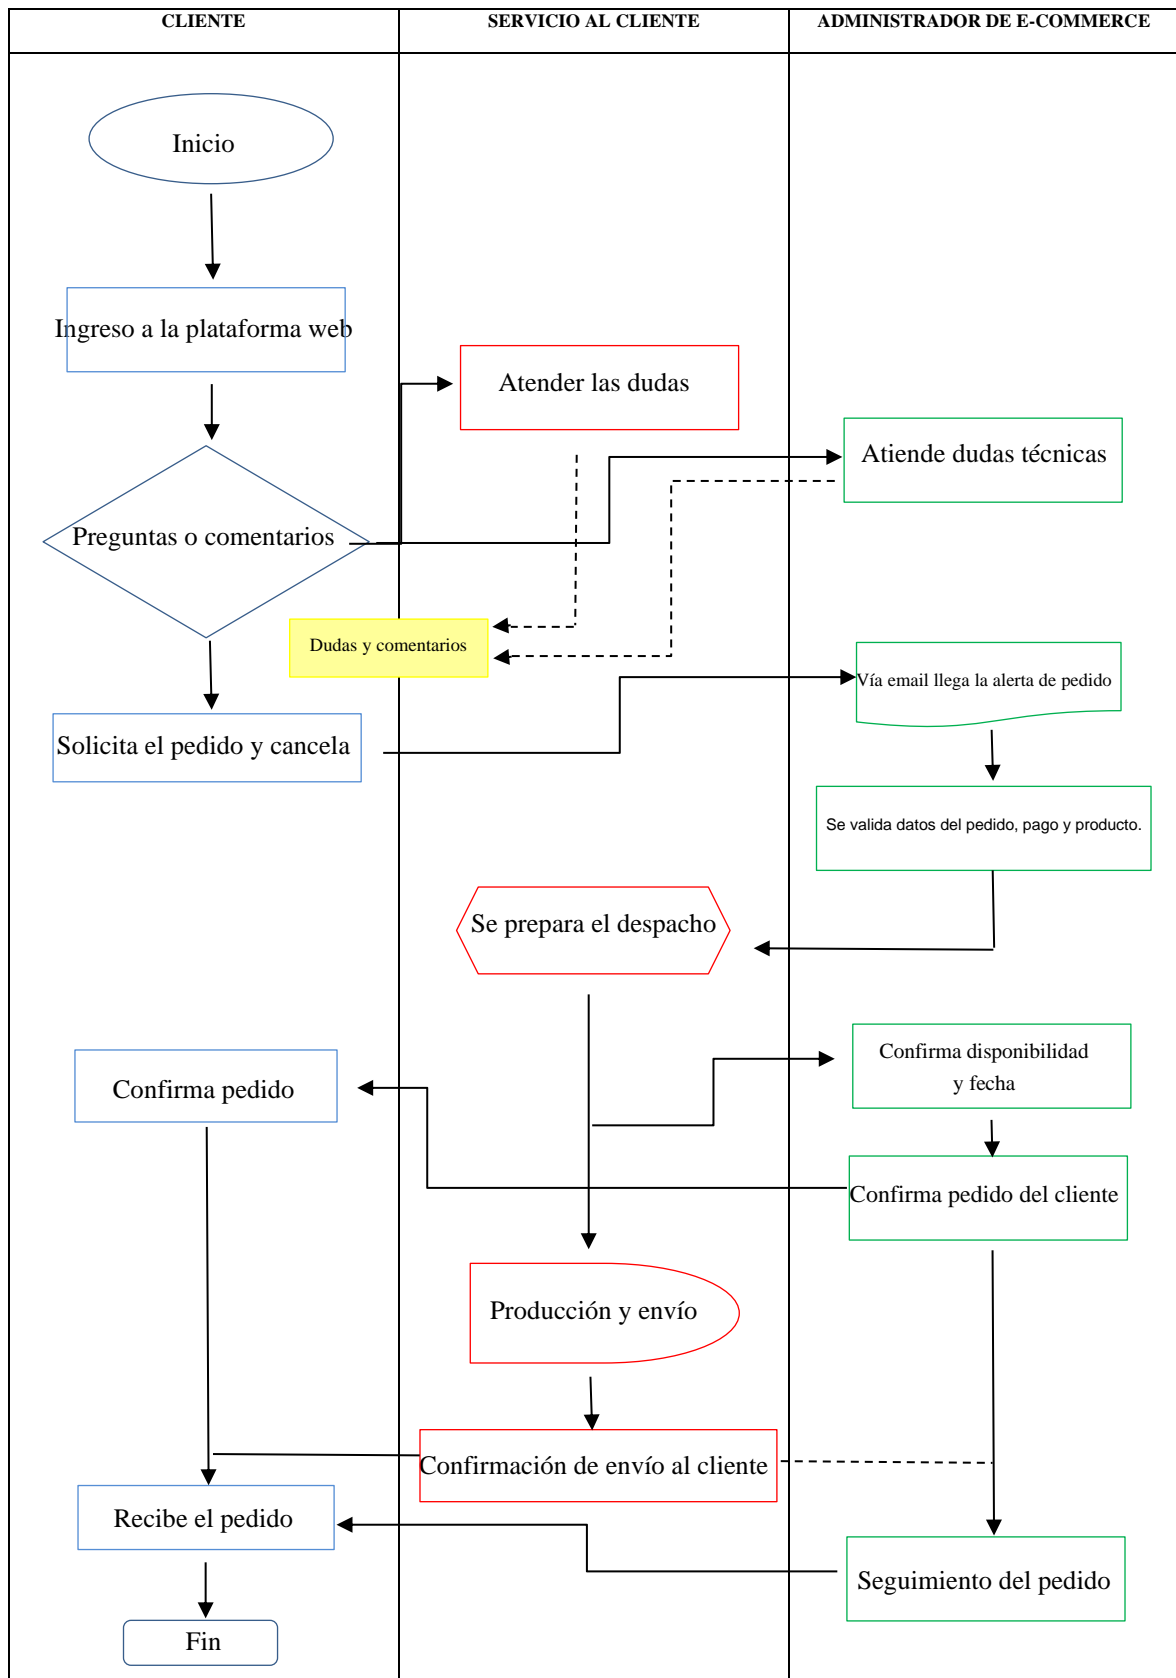 CLIENTE
SERVICIO AL CLIENTE
ADMINISTRADOR DE E-COMMERCE
Inicio
Ingreso a la plataforma web
Atender las dudas
Atiende dudas técnicas
Preguntas o comentarios
Dudas y comentarios
Vía email llega la alerta de pedido
Solicita el pedido y cancela
Se valida datos del pedido, pago y producto.
Se prepara el despacho
Confirma disponibilidad
y fecha
Confirma pedido
Confirma pedido del cliente
Producción y envío
Confirmación de envío al cliente
Recibe el pedido
Seguimiento del pedido
Fin